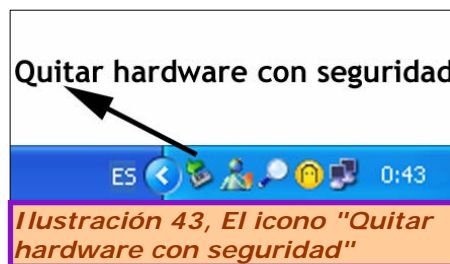 Quitar hardware con seguridad
ES 0:43
Ilustración 43, El icono "Quitar
hardware con seguridad"